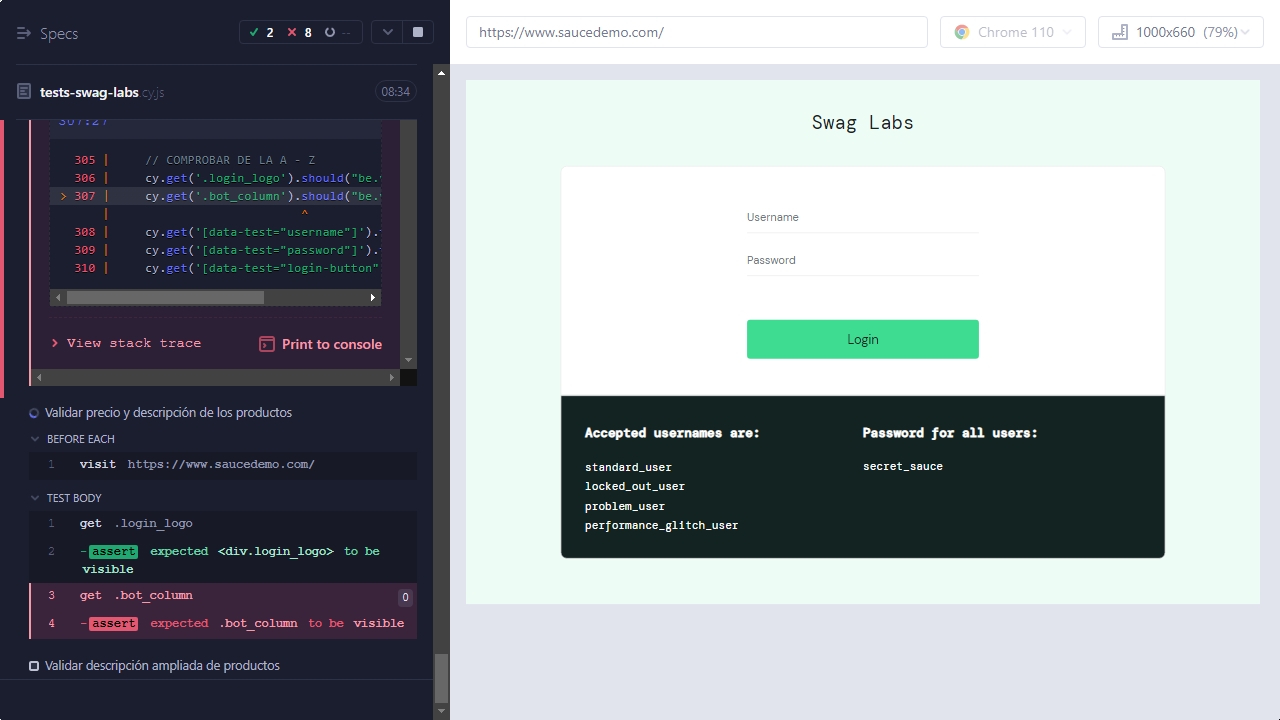 Specs
2
8
--
https://www.saucedemo.com/
Chrome 110
1000x660 (79%)
tests-swag-labs.cy.js
08:34
307:27
305 | // COMPROBAR DE LA A - Z
306 | cy.get('.login_logo').should("be.v
> 307 | cy.get('.bot_column').should("be.v
| ^
308 | cy.get('[data-test="username"]').t
309 | cy.get('[data-test="password"]').t
310 | cy.get('[data-test="login-button"
> View stack trace
Print to console
Validar precio y descripción de los productos
BEFORE EACH
1 visit https://www.saucedemo.com/
TEST BODY
1 get .login_logo
2 -assert expected <div.login_logo> to be
visible
3 get .bot_column 0
4 -assert expected .bot_column to be visible
Validar descripción ampliada de productos
Swag Labs
Username
Password
Login
Accepted usernames are:
standard_user
locked_out_user
problem_user
performance_glitch_user
Password for all users:
secret_sauce